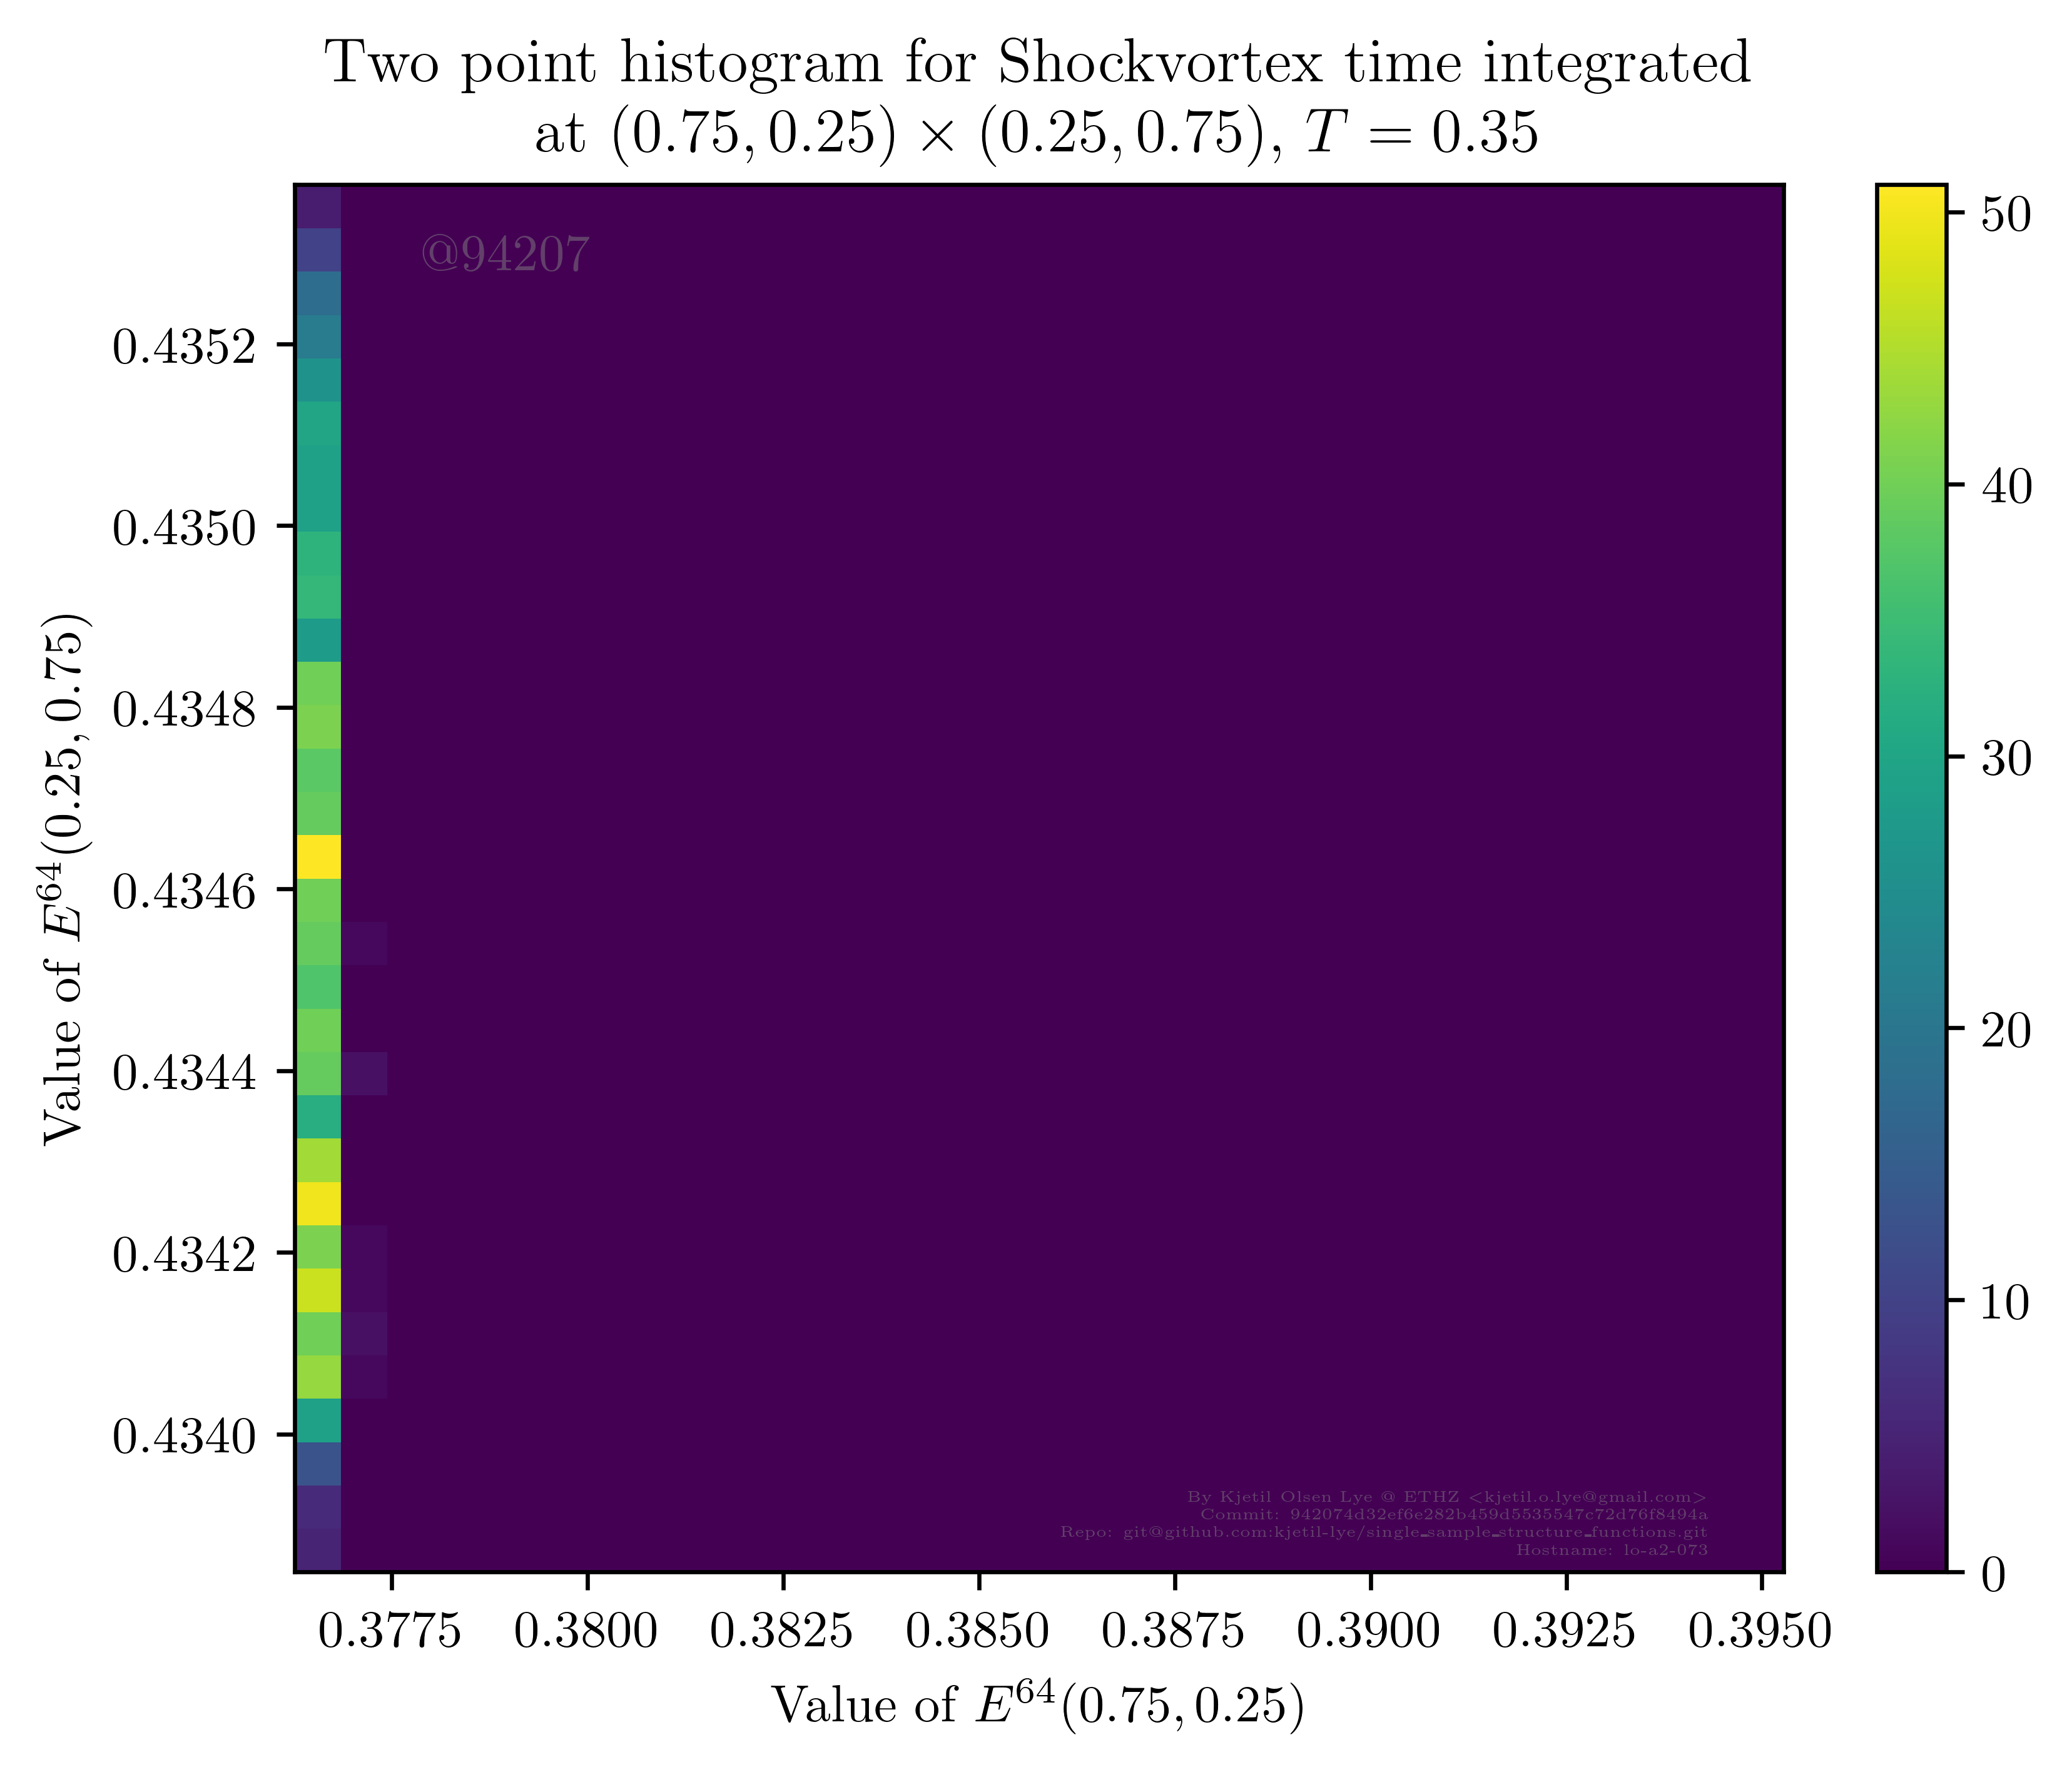 Two point histogram for Shockvortex time integrated
at (0.75, 0.25) × (0.25, 0.75), T = 0.35
@94207
0.4352
0.4350
0.4348
0.4346
0.4344
0.4342
0.4340
Value of E^64(0.25, 0.75)
50
40
30
20
10
0
By Kjetil Olsen Lye @ ETHZ <kjetil.o.lye@gmail.com>
Commit: 942074d32ef6e282b459d5535547c72d76f8494a
Repo: git@github.com:kjetil-lye/single_sample_structure_functions.git
Hostname: lo-a2-073
0.3775 0.3800 0.3825 0.3850 0.3875 0.3900 0.3925 0.3950
Value of E^64(0.75, 0.25)